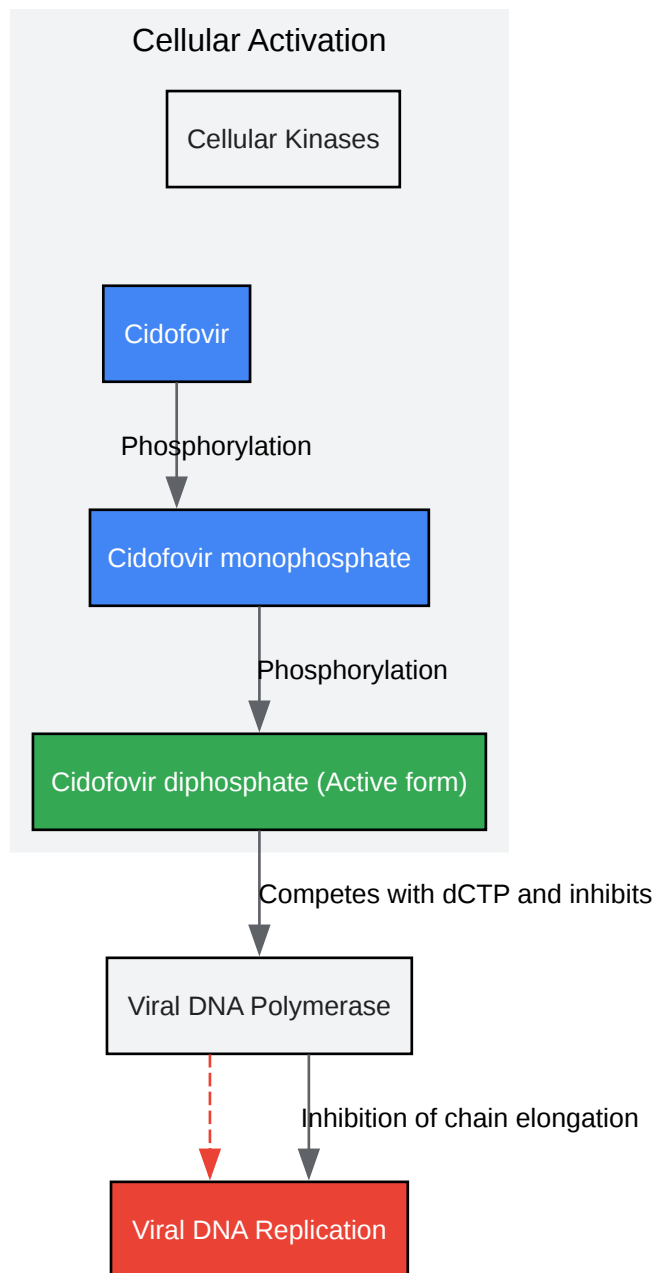 Cellular Activation
Cellular Kinases
Cidofovir
Phosphorylation
Cidofovir monophosphate
Phosphorylation
Cidofovir diphosphate (Active form)
Competes with dCTP and inhibits
Viral DNA Polymerase
Inhibition of chain elongation
Viral DNA Replication